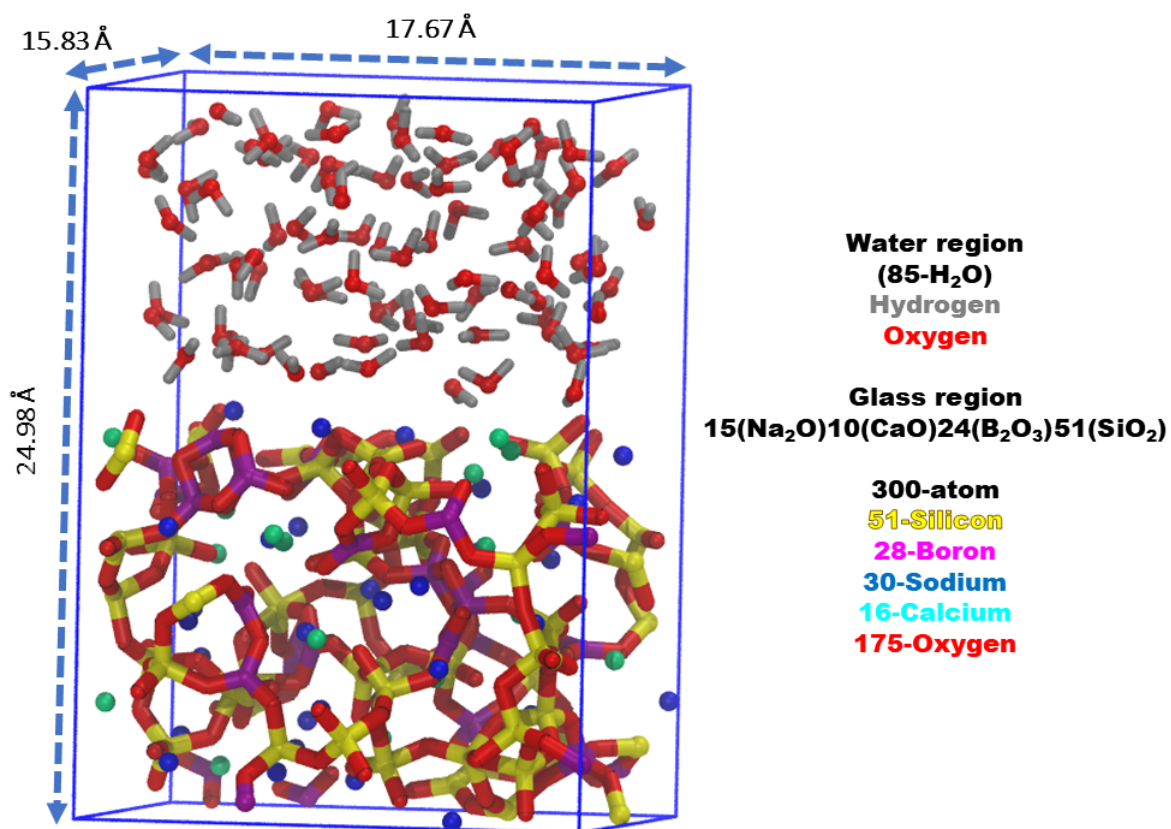 15.83 Å
17.67 Å
24.98 Å
Water region
(85-H₂O)
Hydrogen
Oxygen
Glass region
15(Na₂O)10(CaO)24(B₂O₃)51(SiO₂)
300-atom
51-Silicon
28-Boron
30-Sodium
16-Calcium
175-Oxygen